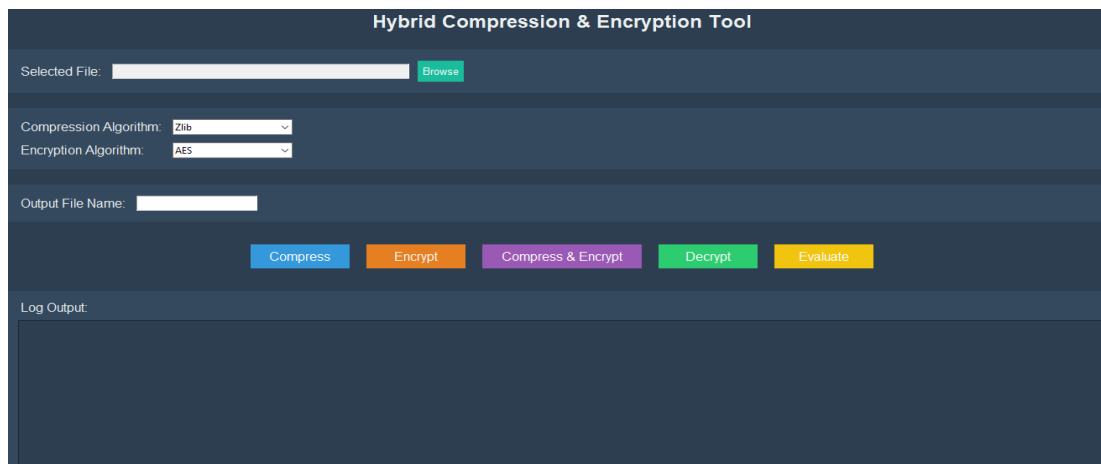 Hybrid Compression & Encryption Tool
Selected File: Browse
Compression Algorithm: Zlib
Encryption Algorithm: AES
Output File Name:
Compress Encrypt Compress & Encrypt Decrypt Evaluate
Log Output: